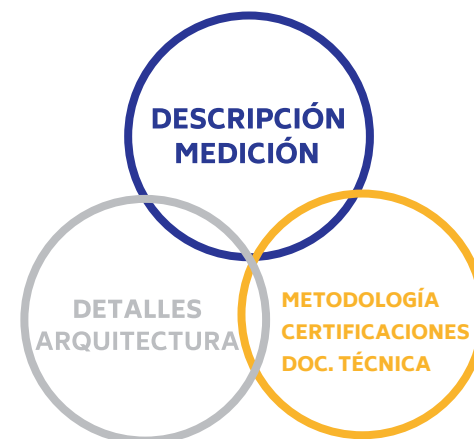 DESCRIPCIÓN
MEDICIÓN
DETALLES
ARQUITECTURA
METODOLOGÍA
CERTIFICACIONES
DOC. TÉCNICA